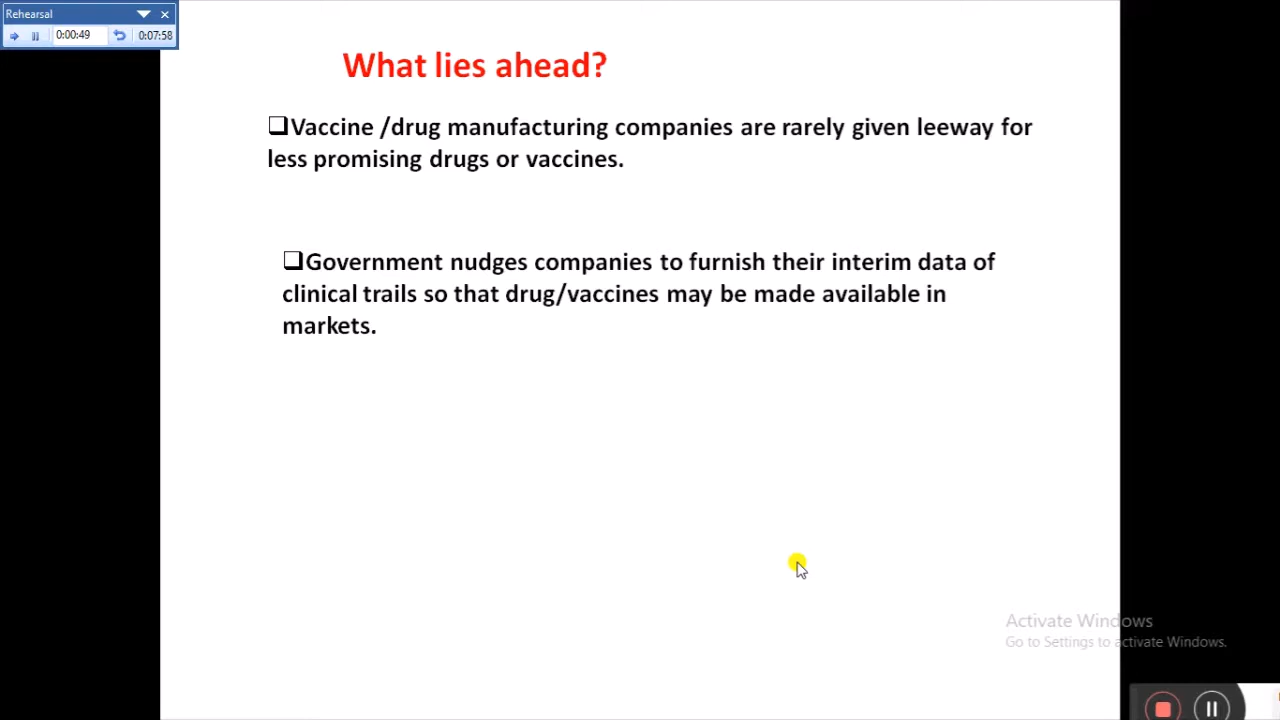 Rehearsal
0:00:49 0:07:58
What lies ahead?
❑Vaccine /drug manufacturing companies are rarely given leeway for
less promising drugs or vaccines.
❑Government nudges companies to furnish their interim data of
clinical trails so that drug/vaccines may be made available in
markets.
Activate Windows
Go to Settings to activate Windows.